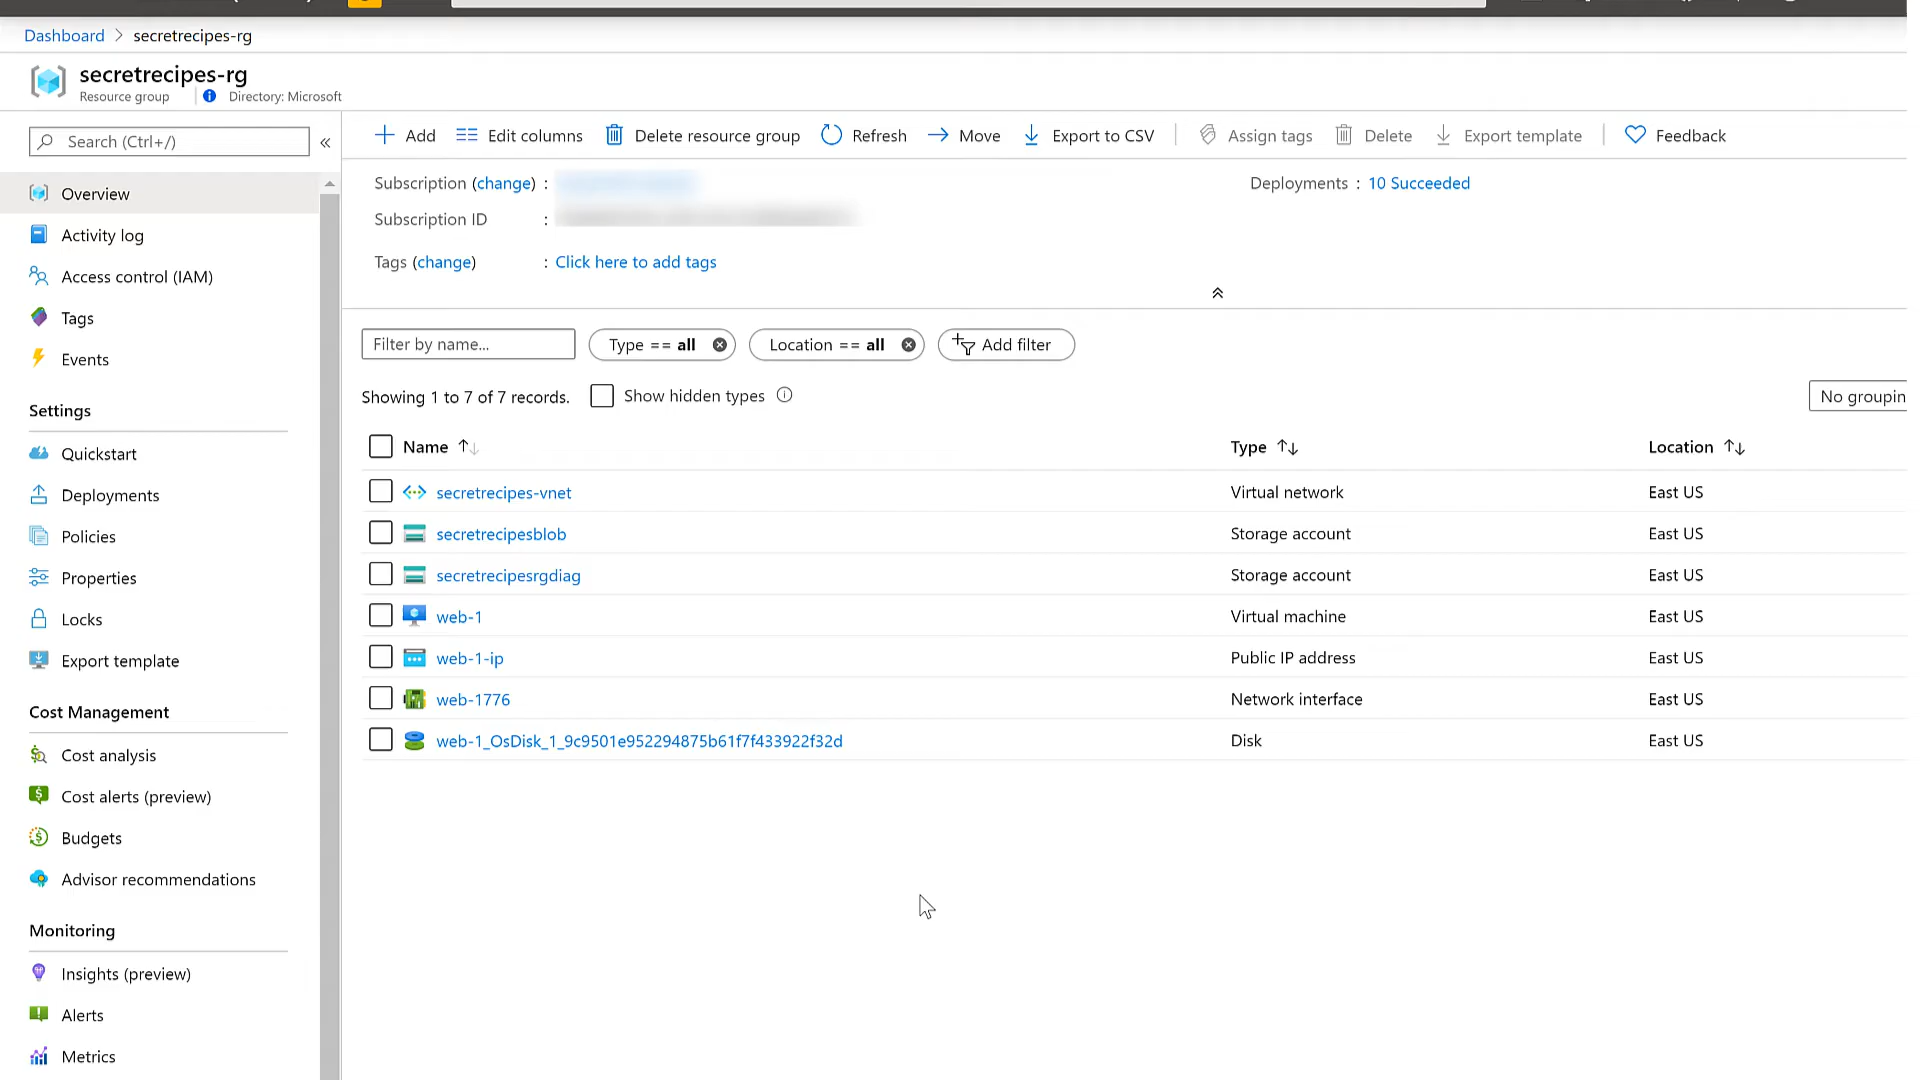 Dashboard > secretrecipes-rg
secretrecipes-rg
Resource group
Directory: Microsoft
Search (Ctrl+/)
«
Overview
Activity log
Access control (IAM)
Tags
Events
Settings
Quickstart
Deployments
Policies
Properties
Locks
Export template
Cost Management
Cost analysis
Cost alerts (preview)
Budgets
Advisor recommendations
Monitoring
Insights (preview)
Alerts
Metrics
Add
Edit columns
Delete resource group
Refresh
Move
Export to CSV
Assign tags
Delete
Export template
Feedback
Subscription (change) :
Deployments : 10 Succeeded
Subscription ID :
Tags (change) : Click here to add tags
Filter by name...
Type == all
Location == all
Add filter
Showing 1 to 7 of 7 records.
Show hidden types
No groupin
Name Type Location
secretrecipes-vnet Virtual network East US
secretrecipesblob Storage account East US
secretrecipesrgdiag Storage account East US
web-1 Virtual machine East US
web-1-ip Public IP address East US
web-1776 Network interface East US
web-1_OsDisk_1_9c9501e952294875b61f7f433922f32d Disk East US